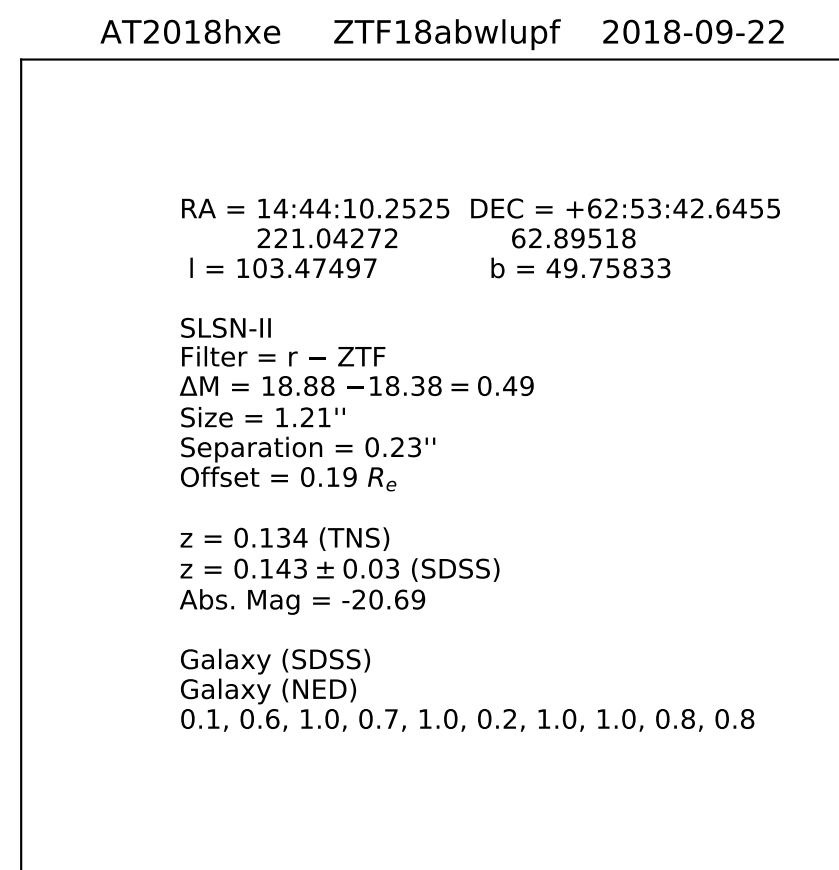 AT2018hxe ZTF18abwlupf 2018-09-22
RA = 14:44:10.2525 DEC = +62:53:42.6455
221.04272 62.89518
l = 103.47497 b = 49.75833
SLSN-II
Filter = r − ZTF
ΔM = 18.88 −18.38 = 0.49
Size = 1.21''
Separation = 0.23''
Offset = 0.19 Re
z = 0.134 (TNS)
z = 0.143 ± 0.03 (SDSS)
Abs. Mag = -20.69
Galaxy (SDSS)
Galaxy (NED)
0.1, 0.6, 1.0, 0.7, 1.0, 0.2, 1.0, 1.0, 0.8, 0.8